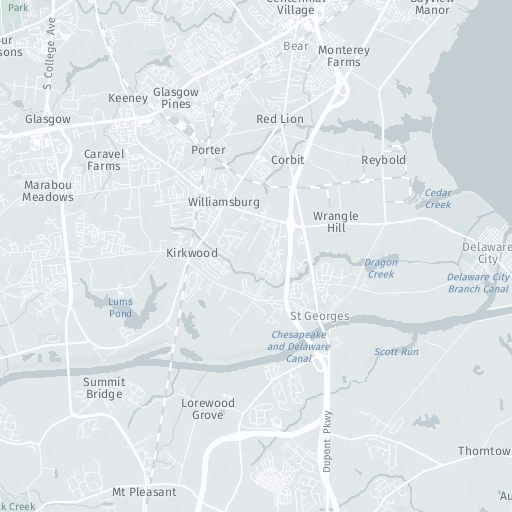 Park
Centennial
Village
Bayview
Manor
S College Ave
Bear
Monterey
Farms
Keeney
Glasgow
Pines
Glasgow
Red Lion
Caravel
Farms
Porter
Corbit
Reybold
Marabou
Meadows
Cedar
Creek
Williamsburg
Wrangle
Hill
Kirkwood
Delaware
City
Dragon
Creek
Delaware City
Branch Canal
Lums
Pond
St Georges
Chesapeake
and Delaware
Canal
Scott Run
Summit
Bridge
Lorewood
Grove
Dupont Pkwy
Thorntow
Mt Pleasant
Au
k Creek